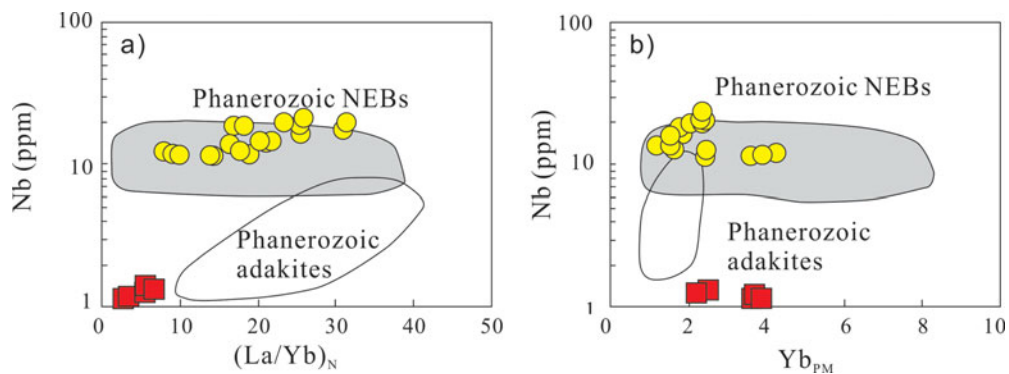 a)
Nb (ppm)
100
10
1
Phanerozoic NEBs
Phanerozoic
adakites
0 10 20 30 40 50
(La/Yb)N
b)
Nb (ppm)
100
10
1
Phanerozoic NEBs
Phanerozoic
adakites
0 2 4 6 8 10
YbPM